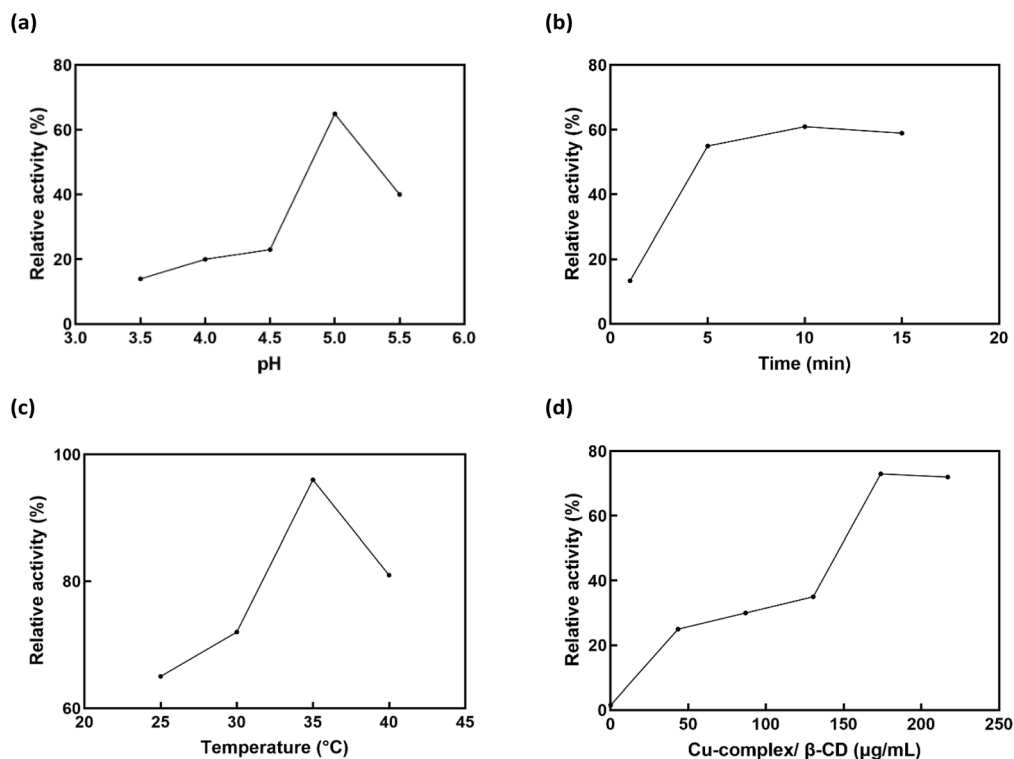 (a)
80
60
40
20
0
Relative activity (%)
3.0 3.5 4.0 4.5 5.0 5.5 6.0
pH
(b)
80
60
40
20
0
Relative activity (%)
0 5 10 15 20
Time (min)
(c)
100
80
60
Relative activity (%)
20 25 30 35 40 45
Temperature (°C)
(d)
80
60
40
20
0
Relative activity (%)
0 50 100 150 200 250
Cu-complex/ β-CD (μg/mL)